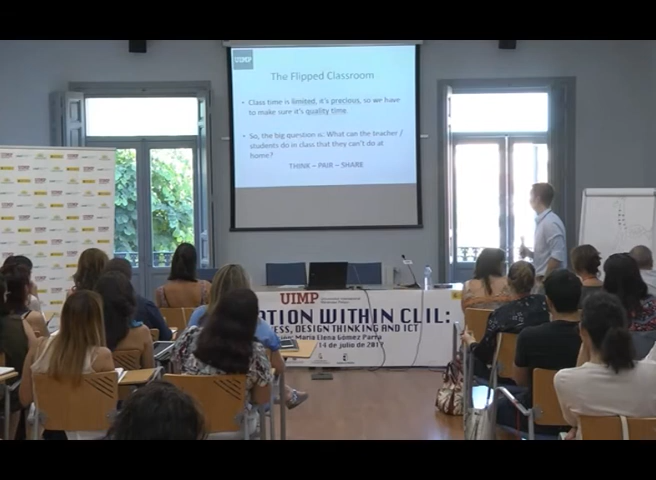 UIMP
The Flipped Classroom
• Class time is limited, it's precious, so we have
to make sure it's quality time.
• So, the big question is: What can the teacher /
students do in class that they can't do at
home?
THINK – PAIR – SHARE
UIMP
ATION WITHIN CLIL:
ESS, DESIGN THINKING AND ICT
María Elena Gómez Parra
14 de julio de 2017